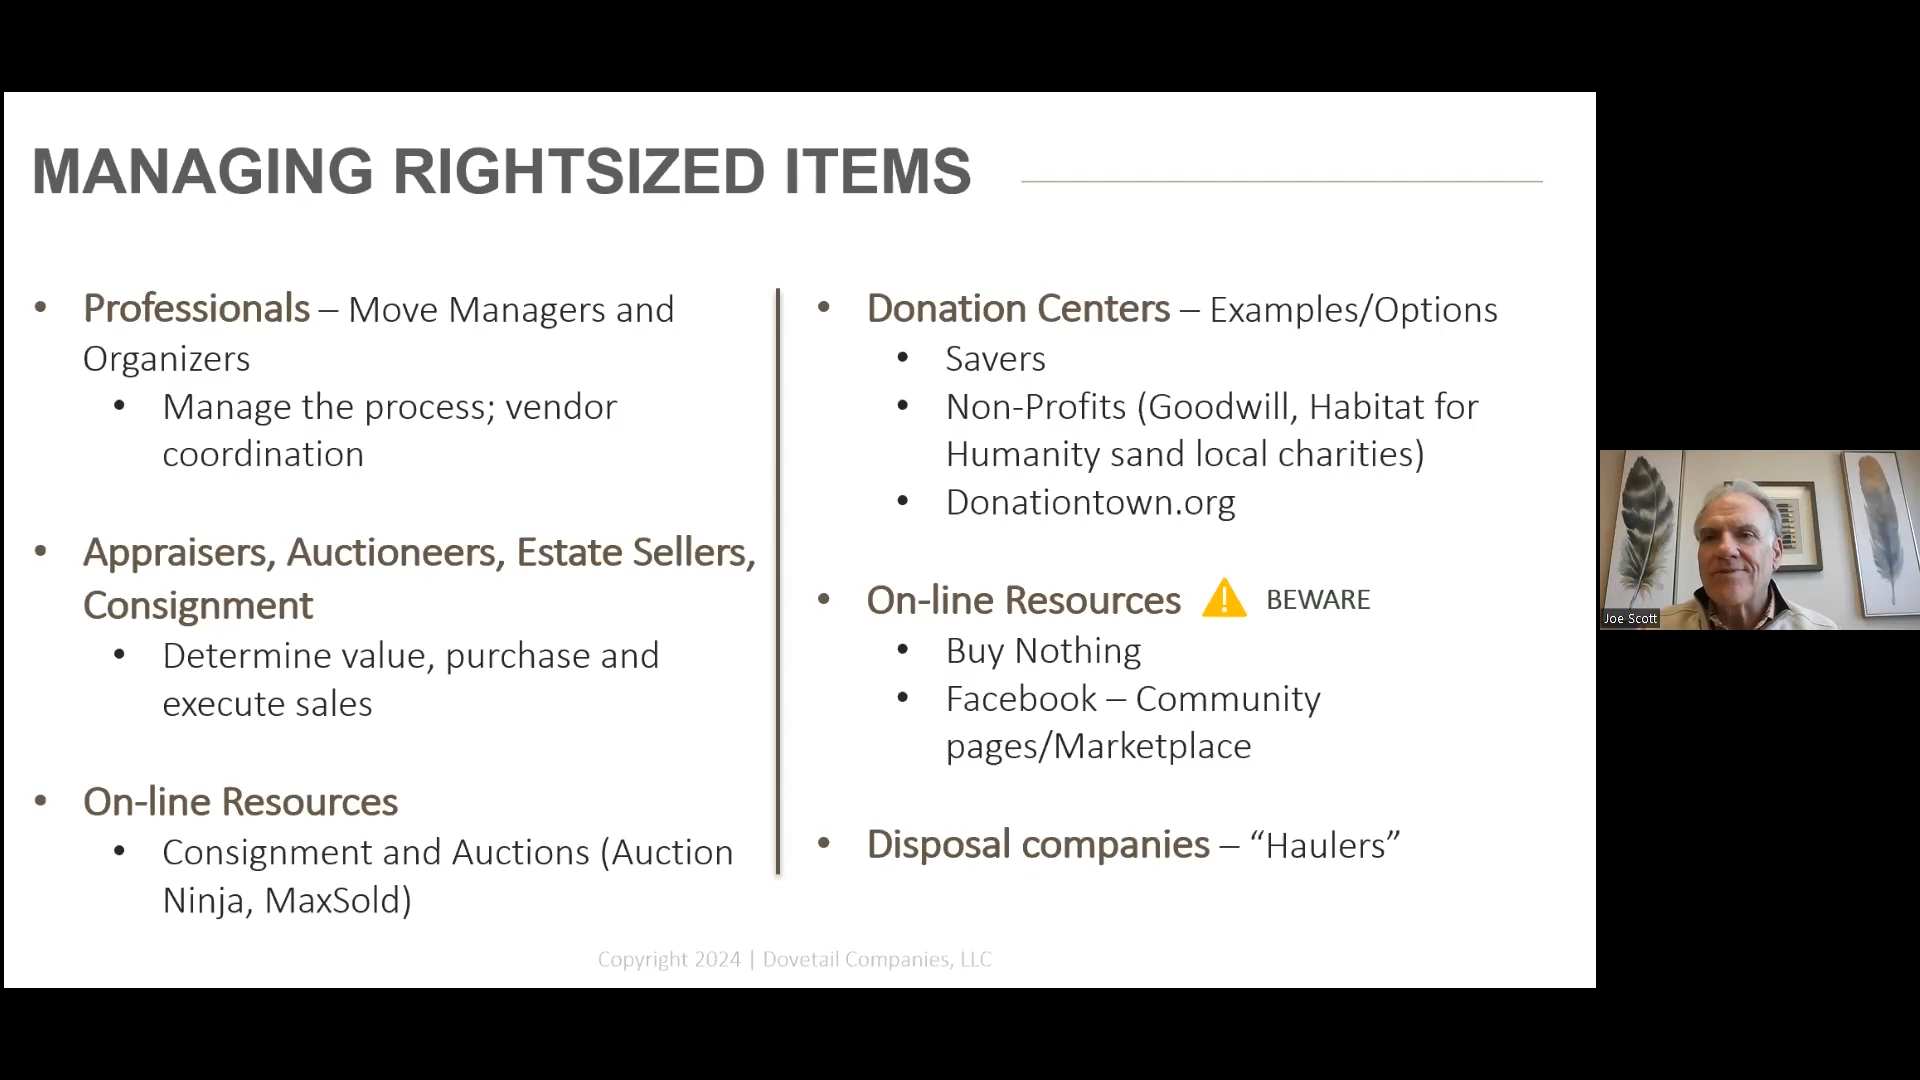 MANAGING RIGHTSIZED ITEMS
• Professionals – Move Managers and
Organizers
• Manage the process; vendor
coordination
• Appraisers, Auctioneers, Estate Sellers,
Consignment
• Determine value, purchase and
execute sales
• On-line Resources
• Consignment and Auctions (Auction
Ninja, MaxSold)
• Donation Centers – Examples/Options
• Savers
• Non-Profits (Goodwill, Habitat for
Humanity sand local charities)
• Donationtown.org
• On-line Resources ⚠ BEWARE
• Buy Nothing
• Facebook – Community
pages/Marketplace
• Disposal companies – “Haulers”
Copyright 2024 | Dovetail Companies, LLC
Joe Scott